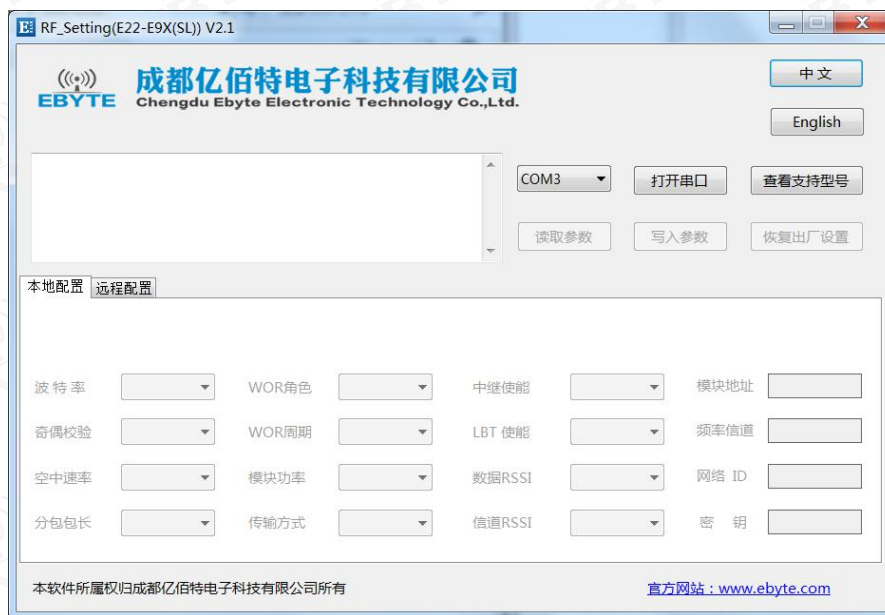 RF_Setting(E22-E9X(SL)) V2.1
EBYTE
成都亿佰特电子科技有限公司
Chengdu Ebyte Electronic Technology Co.,Ltd.
中文
English
COM3 打开串口 查看支持型号
读取参数 写入参数 恢复出厂设置
本地配置 远程配置
波特率 WOR角色 中继使能 模块地址
奇偶校验 WOR周期 LBT 使能 频率信道
空中速率 模块功率 数据RSSI 网络 ID
分包包长 传输方式 信道RSSI 密 钥
本软件所属权归成都亿佰特电子科技有限公司所有 官方网站：www.ebyte.com